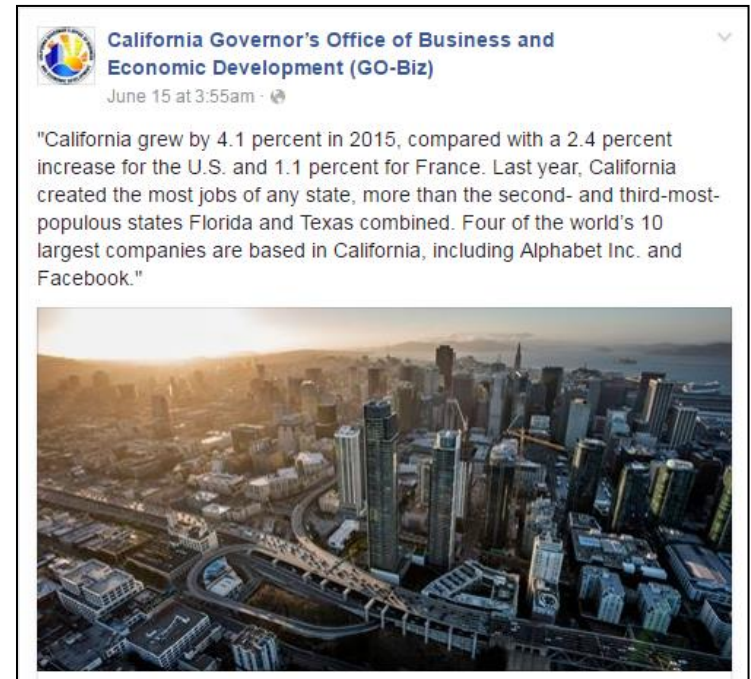 California Governor's Office of Business and
Economic Development (GO-Biz)
June 15 at 3:55am ·
"California grew by 4.1 percent in 2015, compared with a 2.4 percent
increase for the U.S. and 1.1 percent for France. Last year, California
created the most jobs of any state, more than the second- and third-most-
populous states Florida and Texas combined. Four of the world's 10
largest companies are based in California, including Alphabet Inc. and
Facebook."